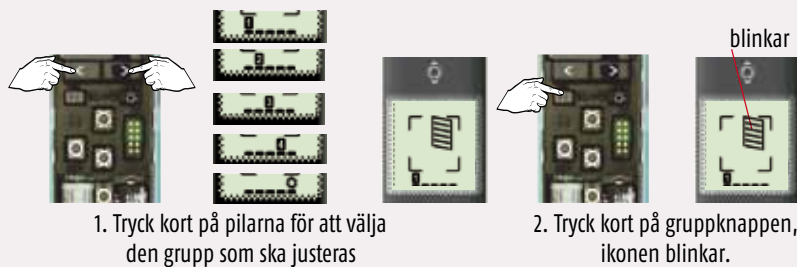 blinkar
1. Tryck kort på pilarna för att välja
den grupp som ska justeras
2. Tryck kort på gruppknappen,
ikonen blinkar.